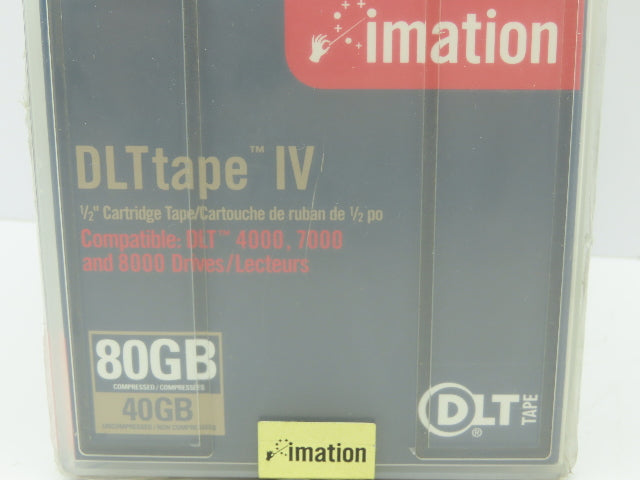 imation
DLTtape™ IV
½" Cartridge Tape/Cartouche de ruban de ½ po
Compatible: DLT™ 4000, 7000
and 8000 Drives/Lecteurs
80GB
COMPRESSED/COMPRESSÉES
40GB
UNCOMPRESSED/NON COMPRESSÉES
DLT TAPE
®
imation